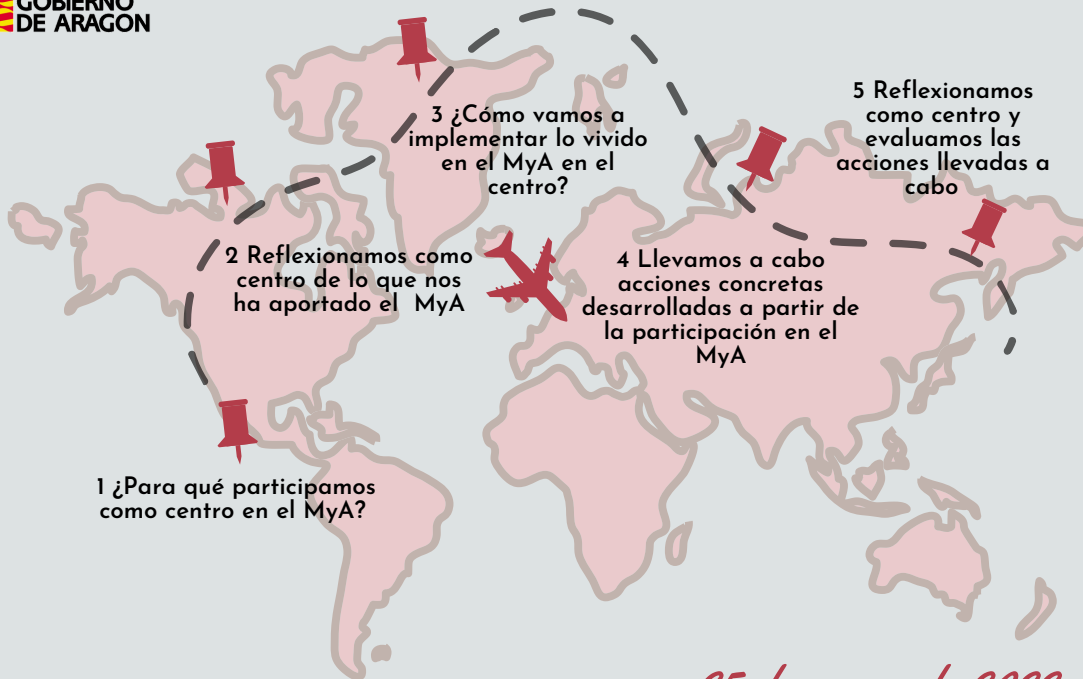 GOBIERNO
DE ARAGON
3 ¿Cómo vamos a
implementar lo vivido
en el MyA en el
centro?
5 Reflexionamos
como centro y
evaluamos las
acciones llevadas a
cabo
2 Reflexionamos como
centro de lo que nos
ha aportado el MyA
4 Llevamos a cabo
acciones concretas
desarrolladas a partir de
la participación en el
MyA
1 ¿Para qué participamos
como centro en el MyA?